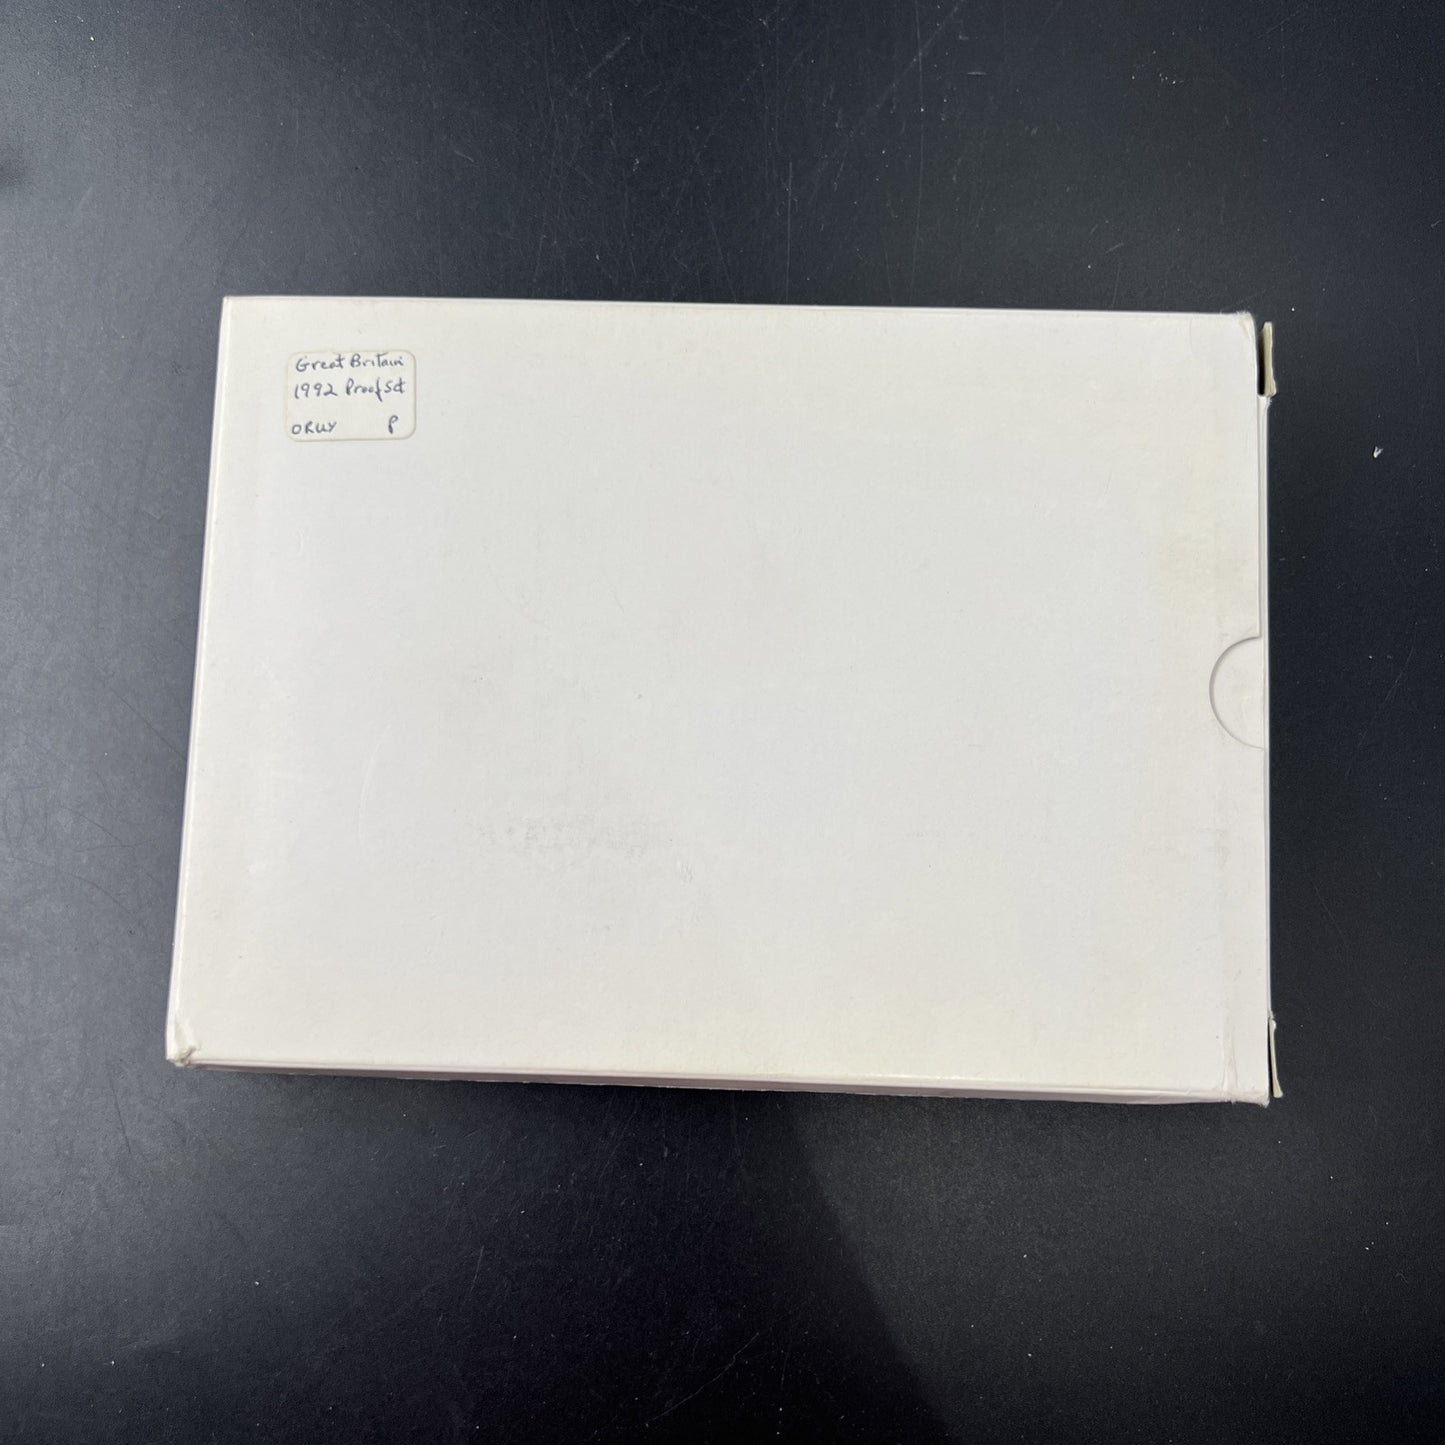 Great Britain
1992 Proof Set
ORUY P